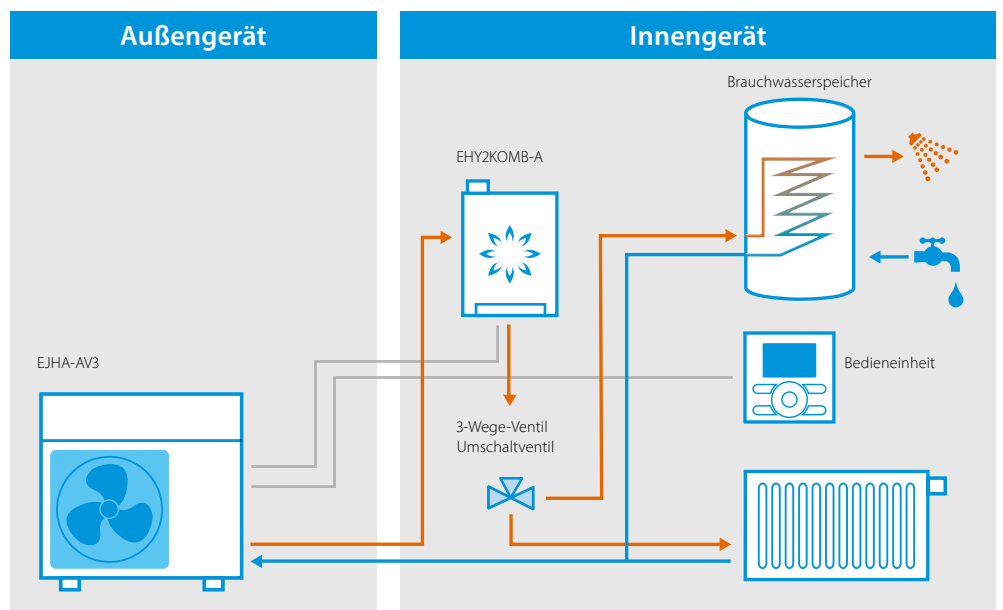 Außengerät
Innengerät
Brauchwasserspeicher
EHY2KOMB-A
EJHA-AV3
Bedieneinheit
3-Wege-Ventil
Umschaltventil